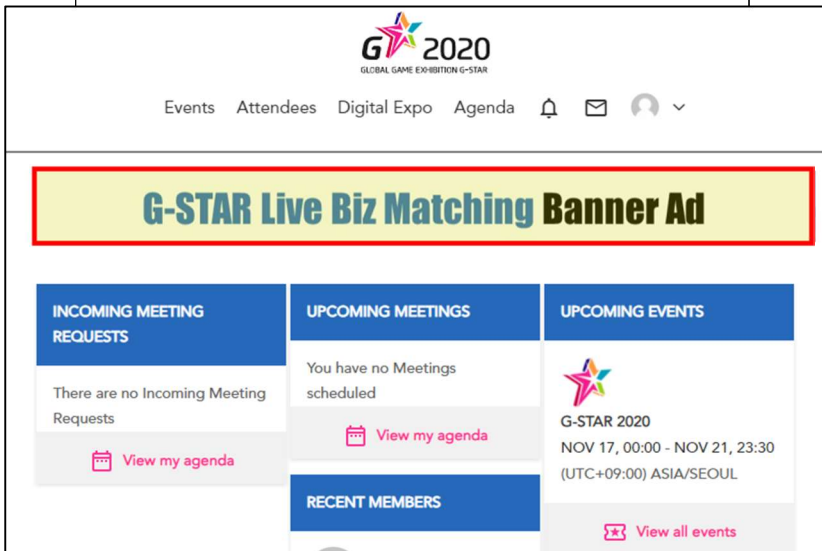 G 2020
GLOBAL GAME EXHIBITION G-STAR
Events Attendees Digital Expo Agenda
G-STAR Live Biz Matching Banner Ad
INCOMING MEETING
REQUESTS
There are no Incoming Meeting
Requests
View my agenda
UPCOMING MEETINGS
You have no Meetings
scheduled
View my agenda
RECENT MEMBERS
UPCOMING EVENTS
G-STAR 2020
NOV 17, 00:00 - NOV 21, 23:30
(UTC+09:00) ASIA/SEOUL
View all events